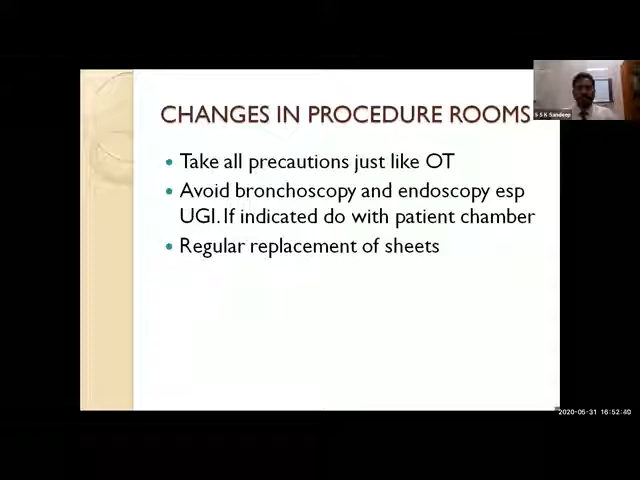 CHANGES IN PROCEDURE ROOMS
S S K Sandeep
• Take all precautions just like OT
• Avoid bronchoscopy and endoscopy esp
UGI. If indicated do with patient chamber
• Regular replacement of sheets
2020-05-31 16:52:40